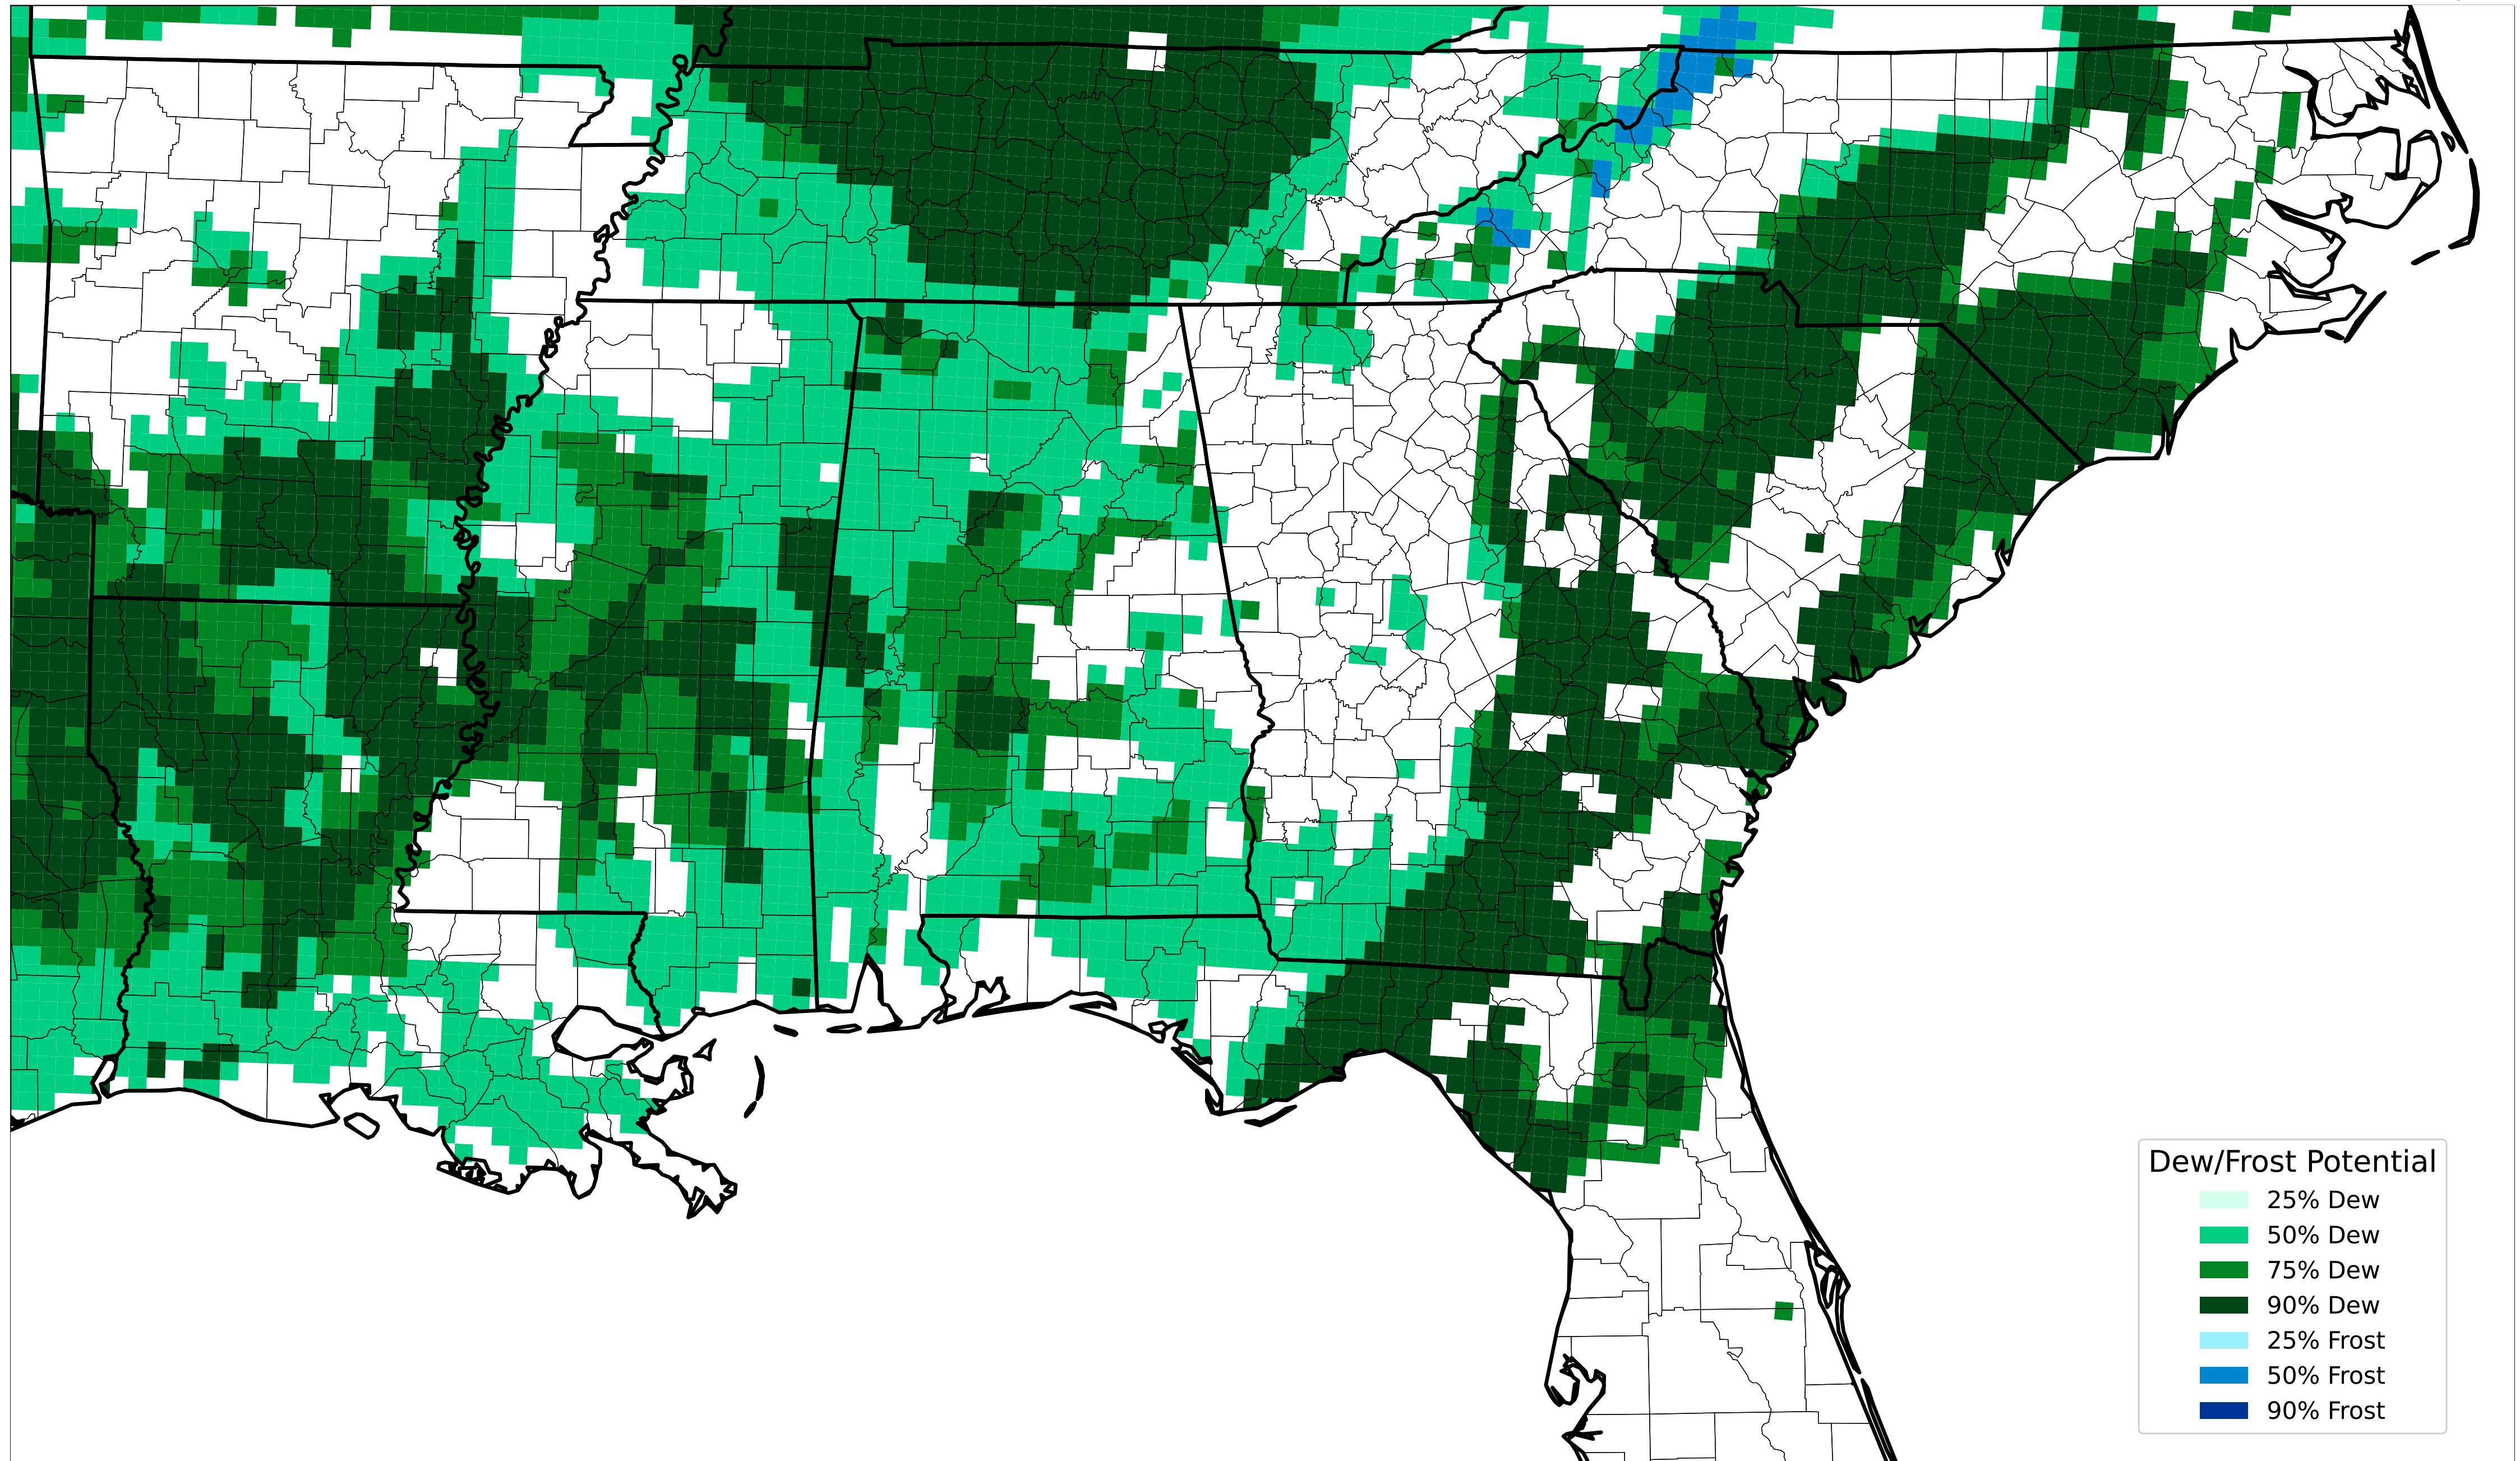 Dew/Frost Potential
25% Dew
50% Dew
75% Dew
90% Dew
25% Frost
50% Frost
90% Frost